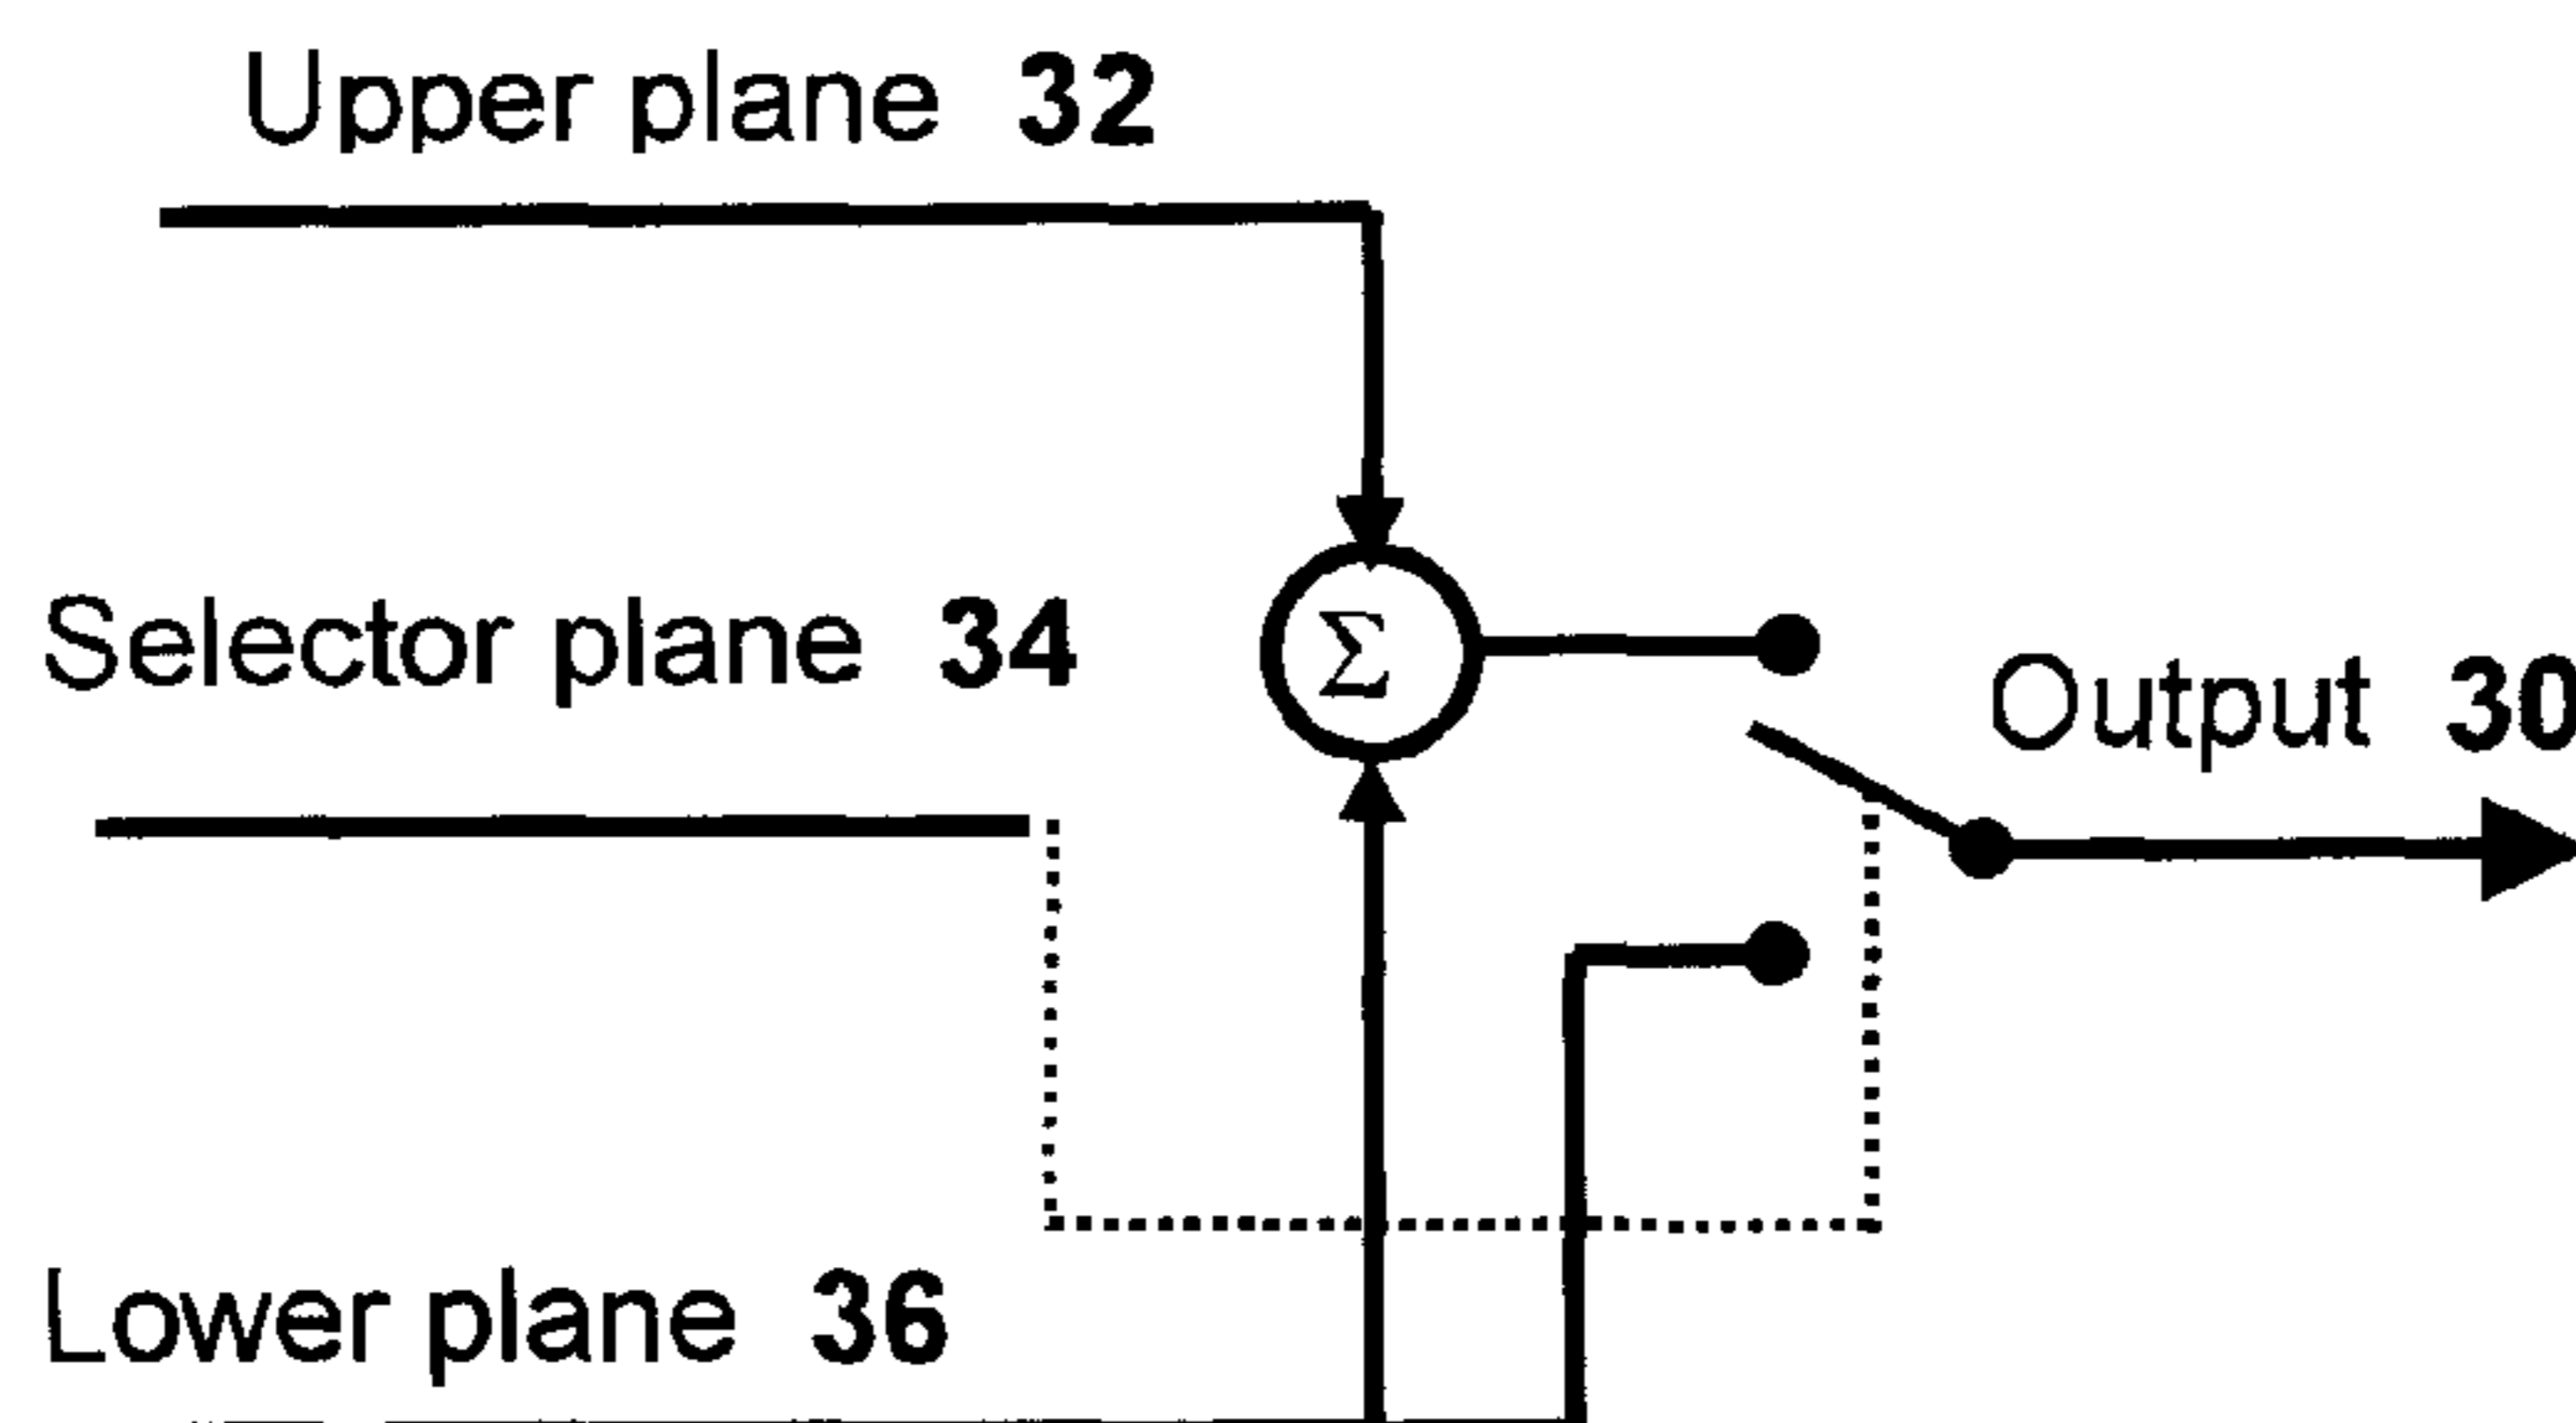 Upper plane 32
Selector plane 34
Σ
Output 30
Lower plane 36